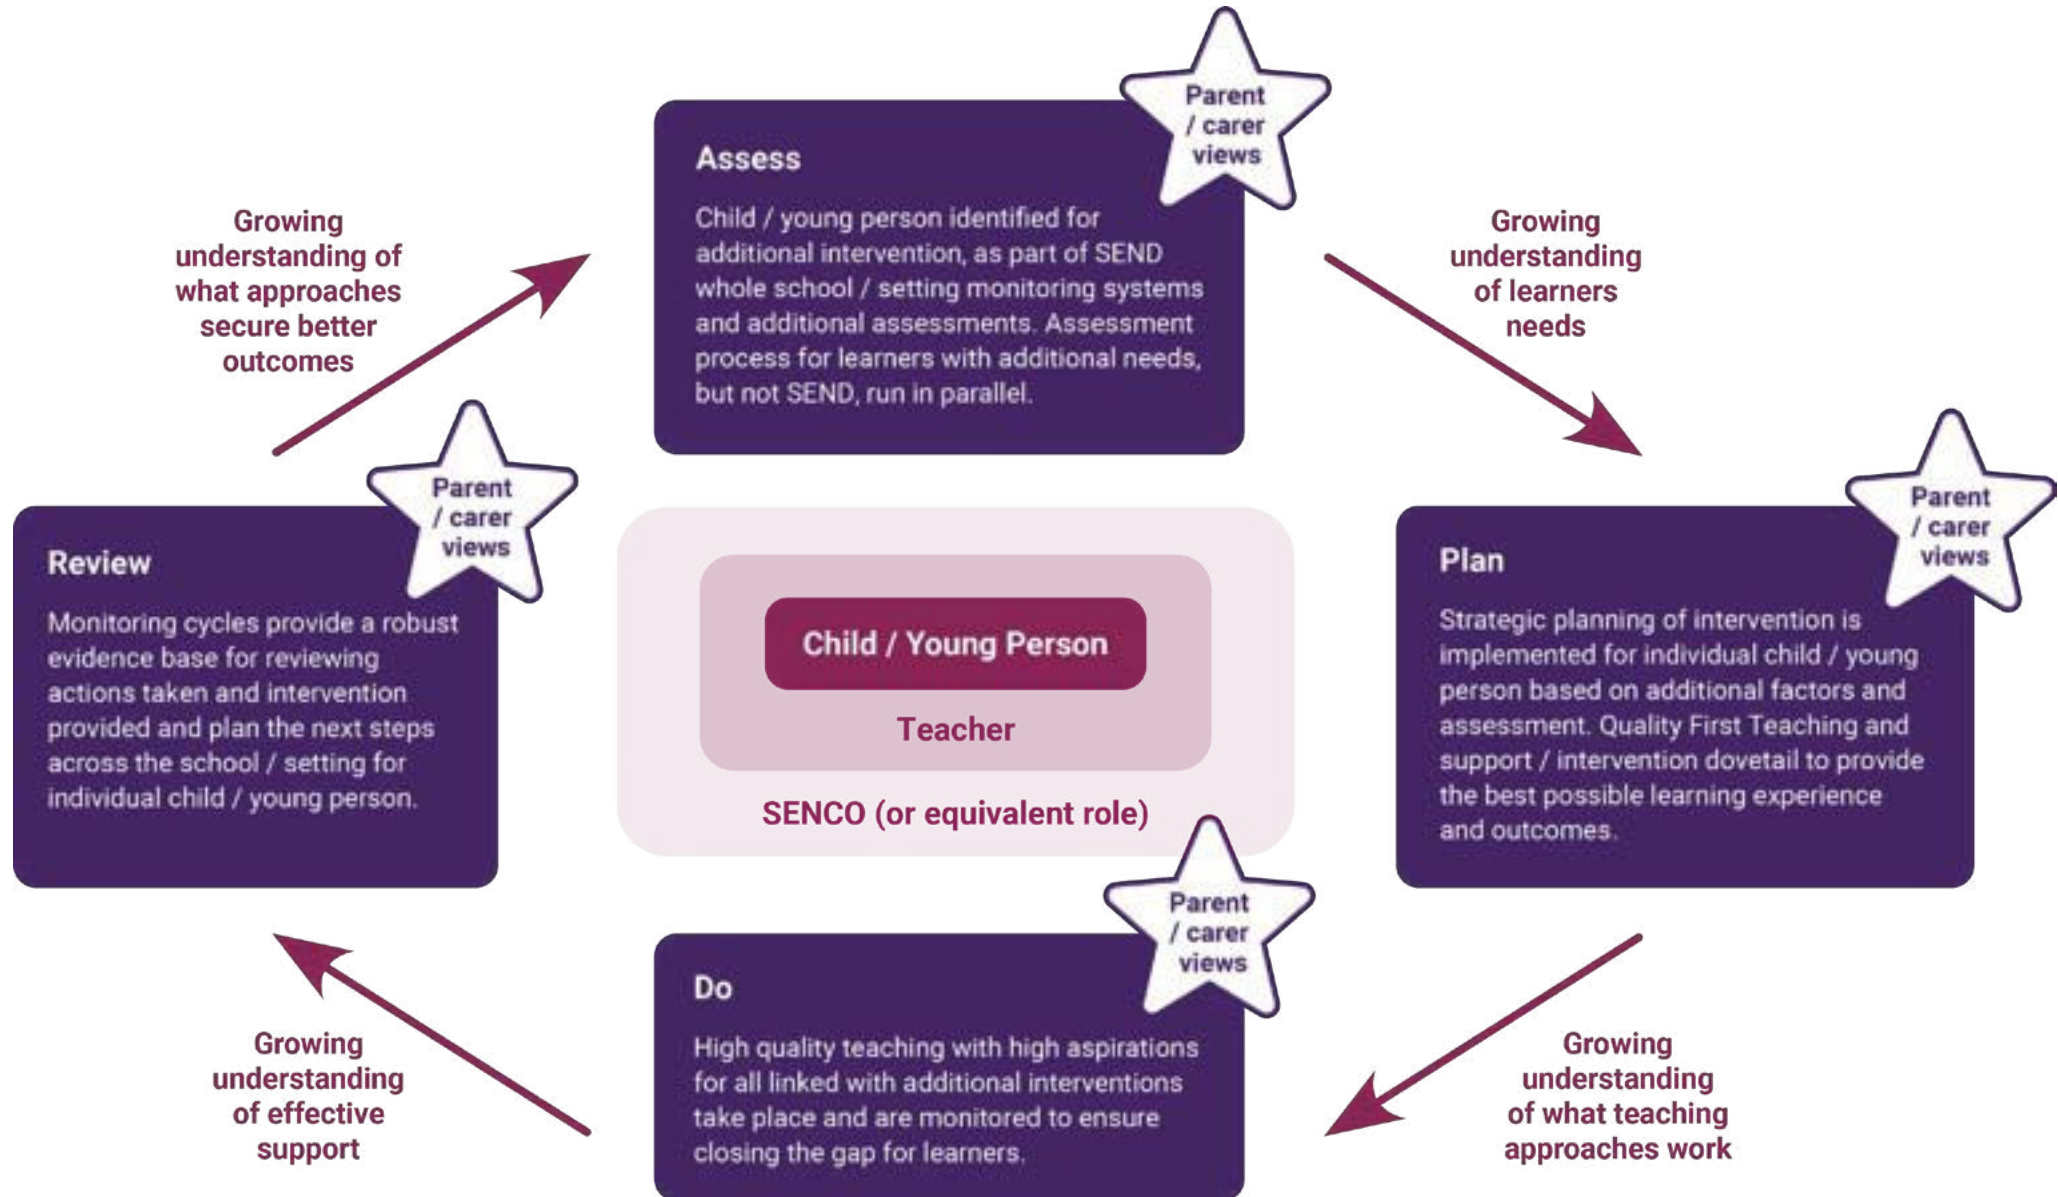 Parent
/ carer
views
Assess
Child / young person identified for
additional intervention, as part of SEND
whole school / setting monitoring systems
and additional assessments. Assessment
process for learners with additional needs,
but not SEND, run in parallel.
Growing
understanding
of learners
needs
Parent
/ carer
views
Plan
Strategic planning of intervention is
implemented for individual child / young
person based on additional factors and
assessment. Quality First Teaching and
support / intervention dovetail to provide
the best possible learning experience
and outcomes.
Growing
understanding
of what teaching
approaches work
Parent
/ carer
views
Do
High quality teaching with high aspirations
for all linked with additional interventions
take place and are monitored to ensure
closing the gap for learners.
Growing
understanding
of effective
support
Parent
/ carer
views
Review
Monitoring cycles provide a robust
evidence base for reviewing
actions taken and intervention
provided and plan the next steps
across the school / setting for
individual child / young person.
Growing
understanding of
what approaches
secure better
outcomes
Child / Young Person
Teacher
SENCO (or equivalent role)